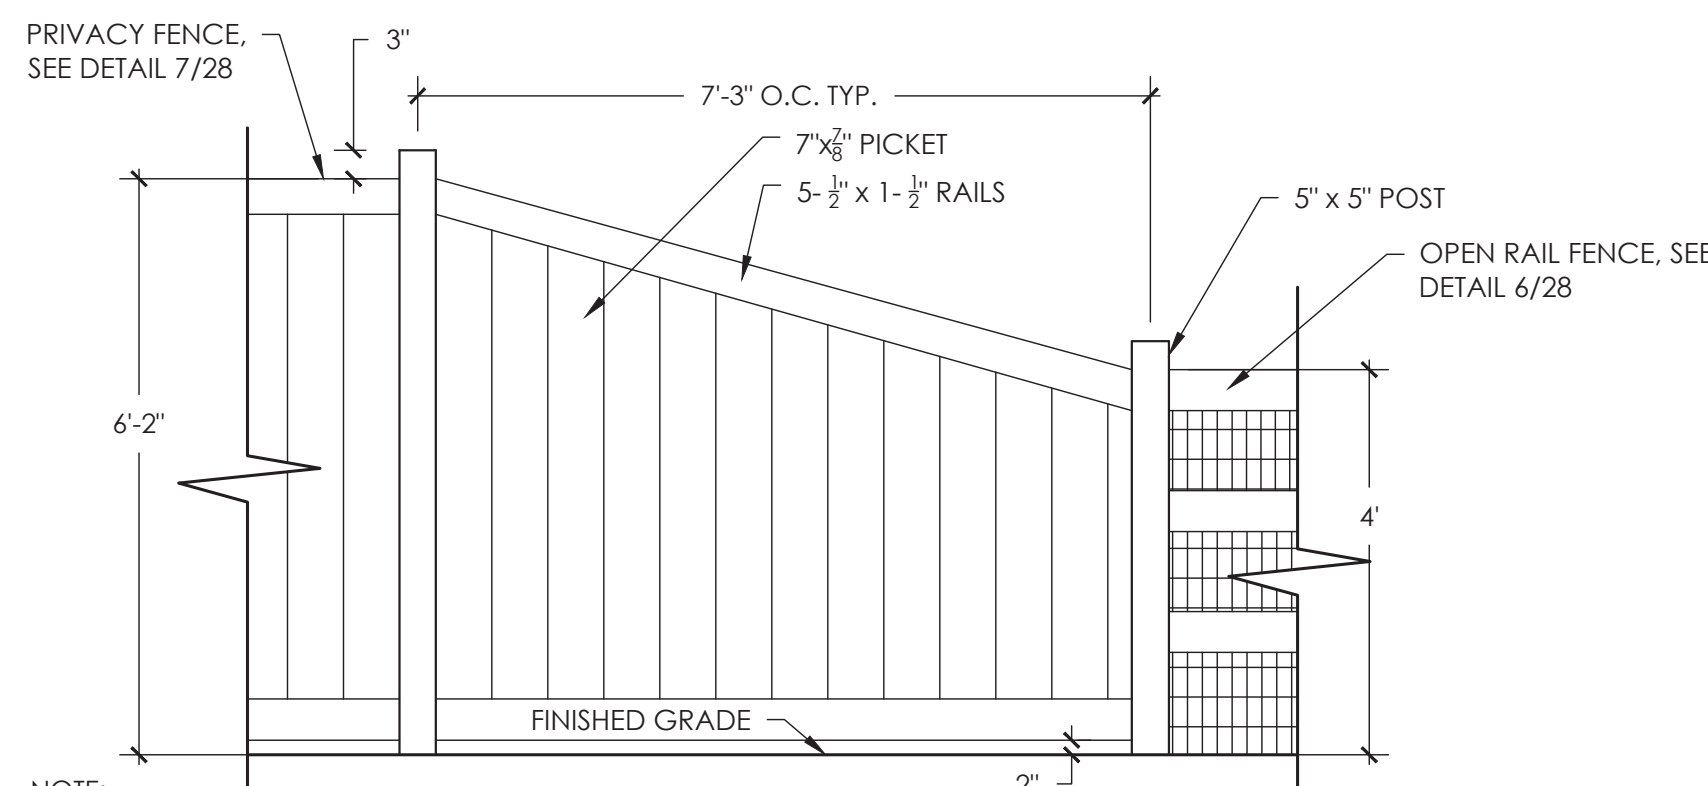 PRIVACY FENCE,
SEE DETAIL 7/28
3"
7'-3" O.C. TYP.
7"x7/8" PICKET
5- 1/2" x 1- 1/2" RAILS
5" x 5" POST
OPEN RAIL FENCE, SEE
DETAIL 6/28
6'-2"
4'
FINISHED GRADE
2"
NOTE: